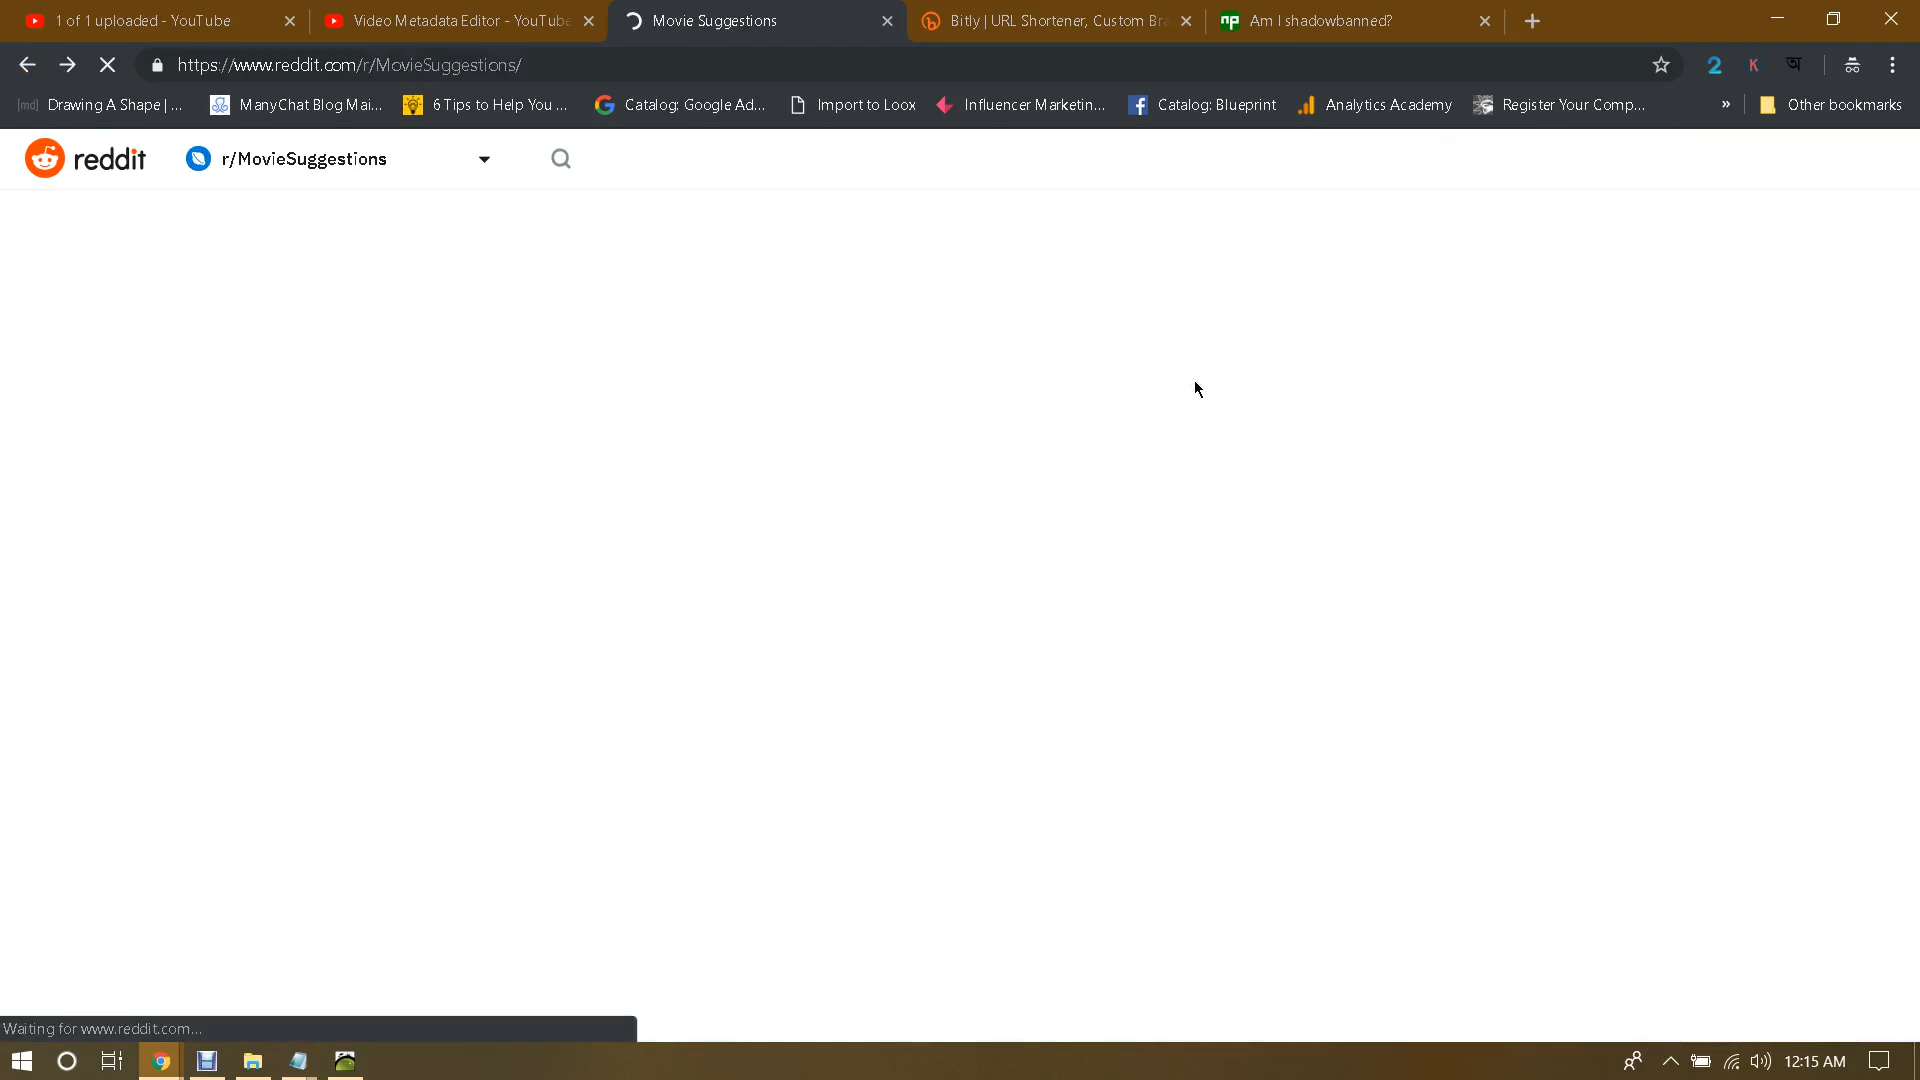 1 of 1 uploaded - YouTube
Video Metadata Editor - YouTube
Movie Suggestions
Bitly | URL Shortener, Custom Bra
Am I shadowbanned?
https://www.reddit.com/r/MovieSuggestions/
2 K অ
[md] Drawing A Shape | ...
ManyChat Blog Mai...
6 Tips to Help You ...
Catalog: Google Ad...
Import to Loox
Influencer Marketin...
Catalog: Blueprint
Analytics Academy
Register Your Comp...
»
Other bookmarks
reddit
r/MovieSuggestions
Waiting for www.reddit.com...
12:15 AM